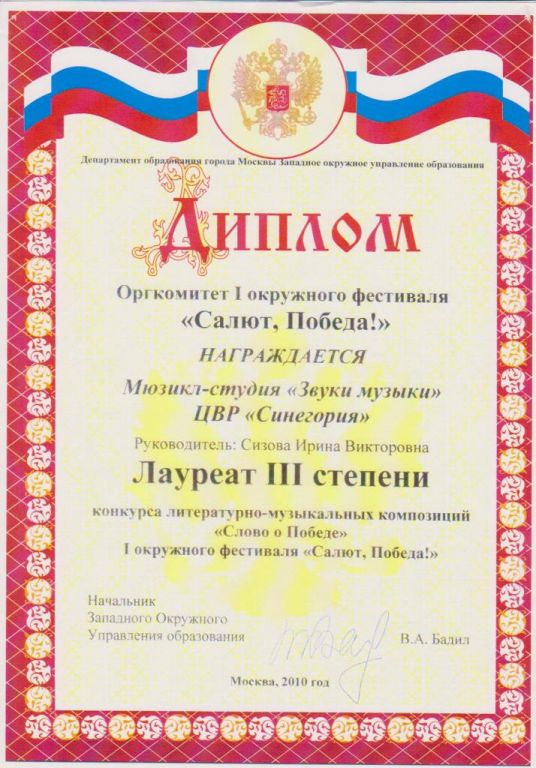 Департамент образования города Москвы Западное окружное управление образования
Диплом
Оргкомитет I окружного фестиваля
«Салют, Победа!»
НАГРАЖДАЕТСЯ
Мюзикл-студия «Звуки музыки»
ЦВР «Синегория»
Руководитель: Сизова Ирина Викторовна
Лауреат III степени
конкурса литературно-музыкальных композиций
«Слово о Победе»
I окружного фестиваля «Салют, Победа!»
Начальник
Западного Окружного
Управления образования
В.А. Бадил
Москва, 2010 год